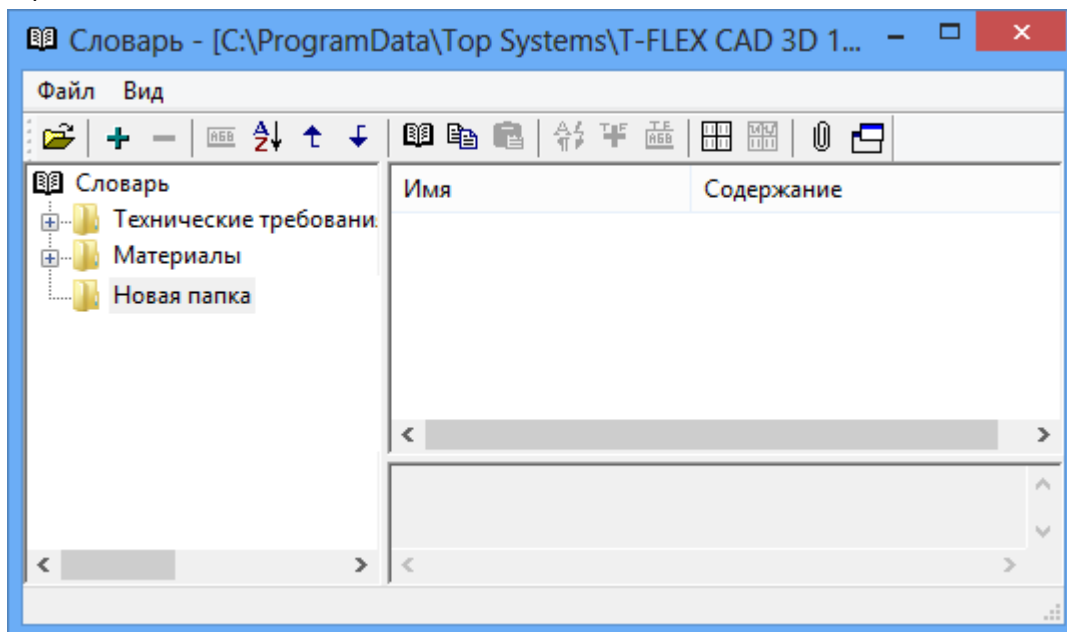 Словарь - [C:\ProgramData\Top Systems\T-FLEX CAD 3D 1...
Файл Вид
Словарь
Технические требовани
Материалы
Новая папка
Имя Содержание